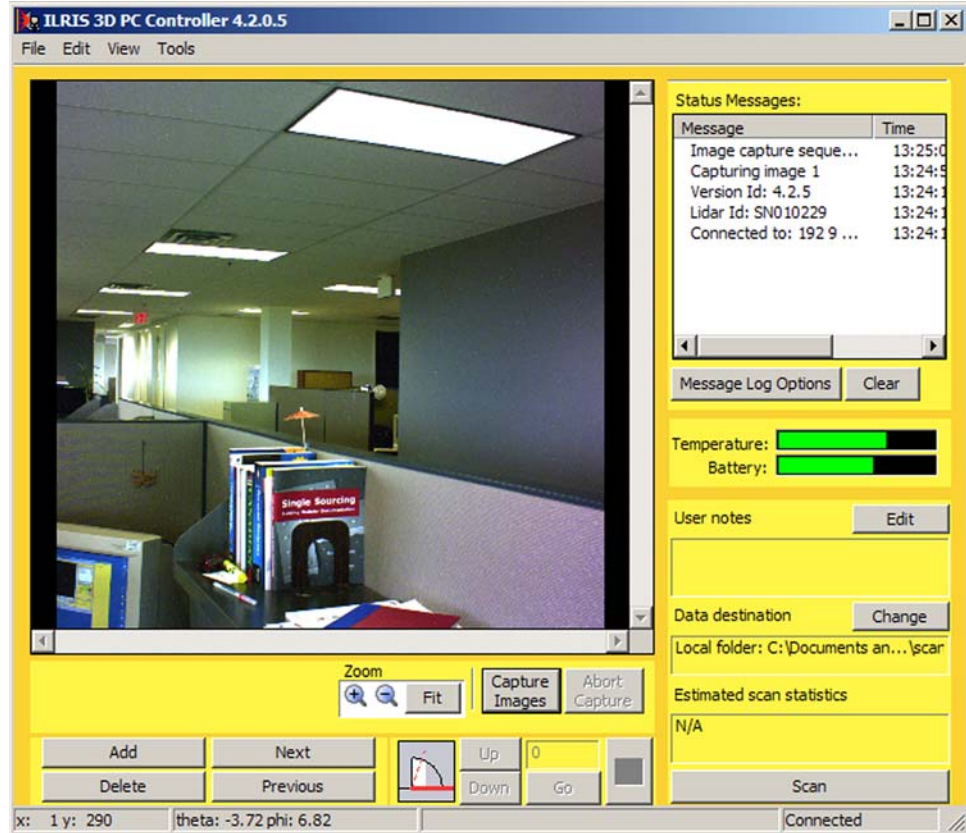 ILRIS 3D PC Controller 4.2.0.5
File Edit View Tools
Status Messages:
Message Time
Image capture seque... 13:25:0
Capturing image 1 13:24:5
Version Id: 4.2.5 13:24:1
Lidar Id: SN010229 13:24:1
Connected to: 192 9 ... 13:24:1
Message Log Options Clear
Temperature:
Battery:
User notes Edit
Data destination Change
Local folder: C:\Documents an...\scar
Estimated scan statistics
N/A
Scan
Single Sourcing
Zoom
Fit
Capture Images
Abort Capture
Add Next
Delete Previous
Up 0
Down Go
x: 1 y: 290 theta: -3.72 phi: 6.82 Connected